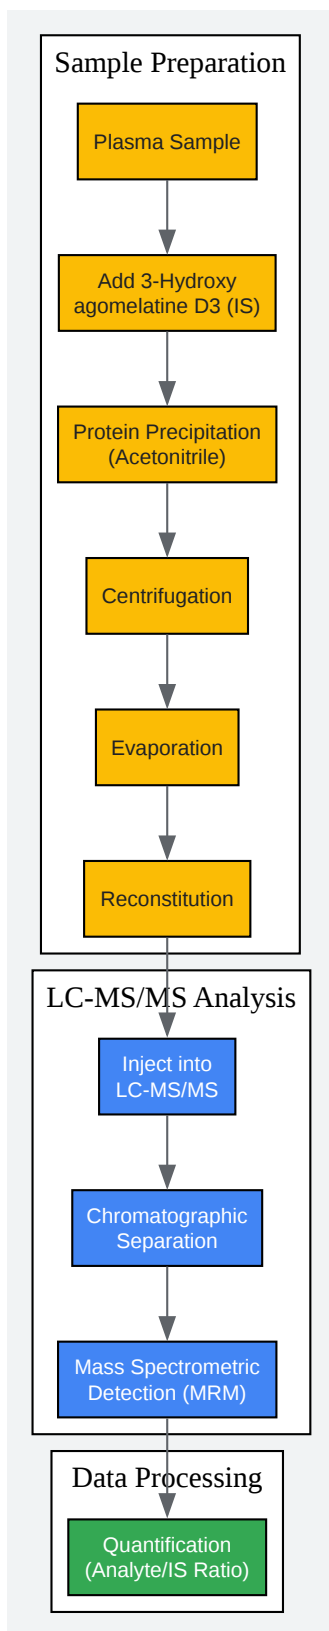 Sample Preparation
Plasma Sample
Add 3-Hydroxy
agomelatine D3 (IS)
Protein Precipitation
(Acetonitrile)
Centrifugation
Evaporation
Reconstitution
LC-MS/MS Analysis
Inject into
LC-MS/MS
Chromatographic
Separation
Mass Spectrometric
Detection (MRM)
Data Processing
Quantification
(Analyte/IS Ratio)